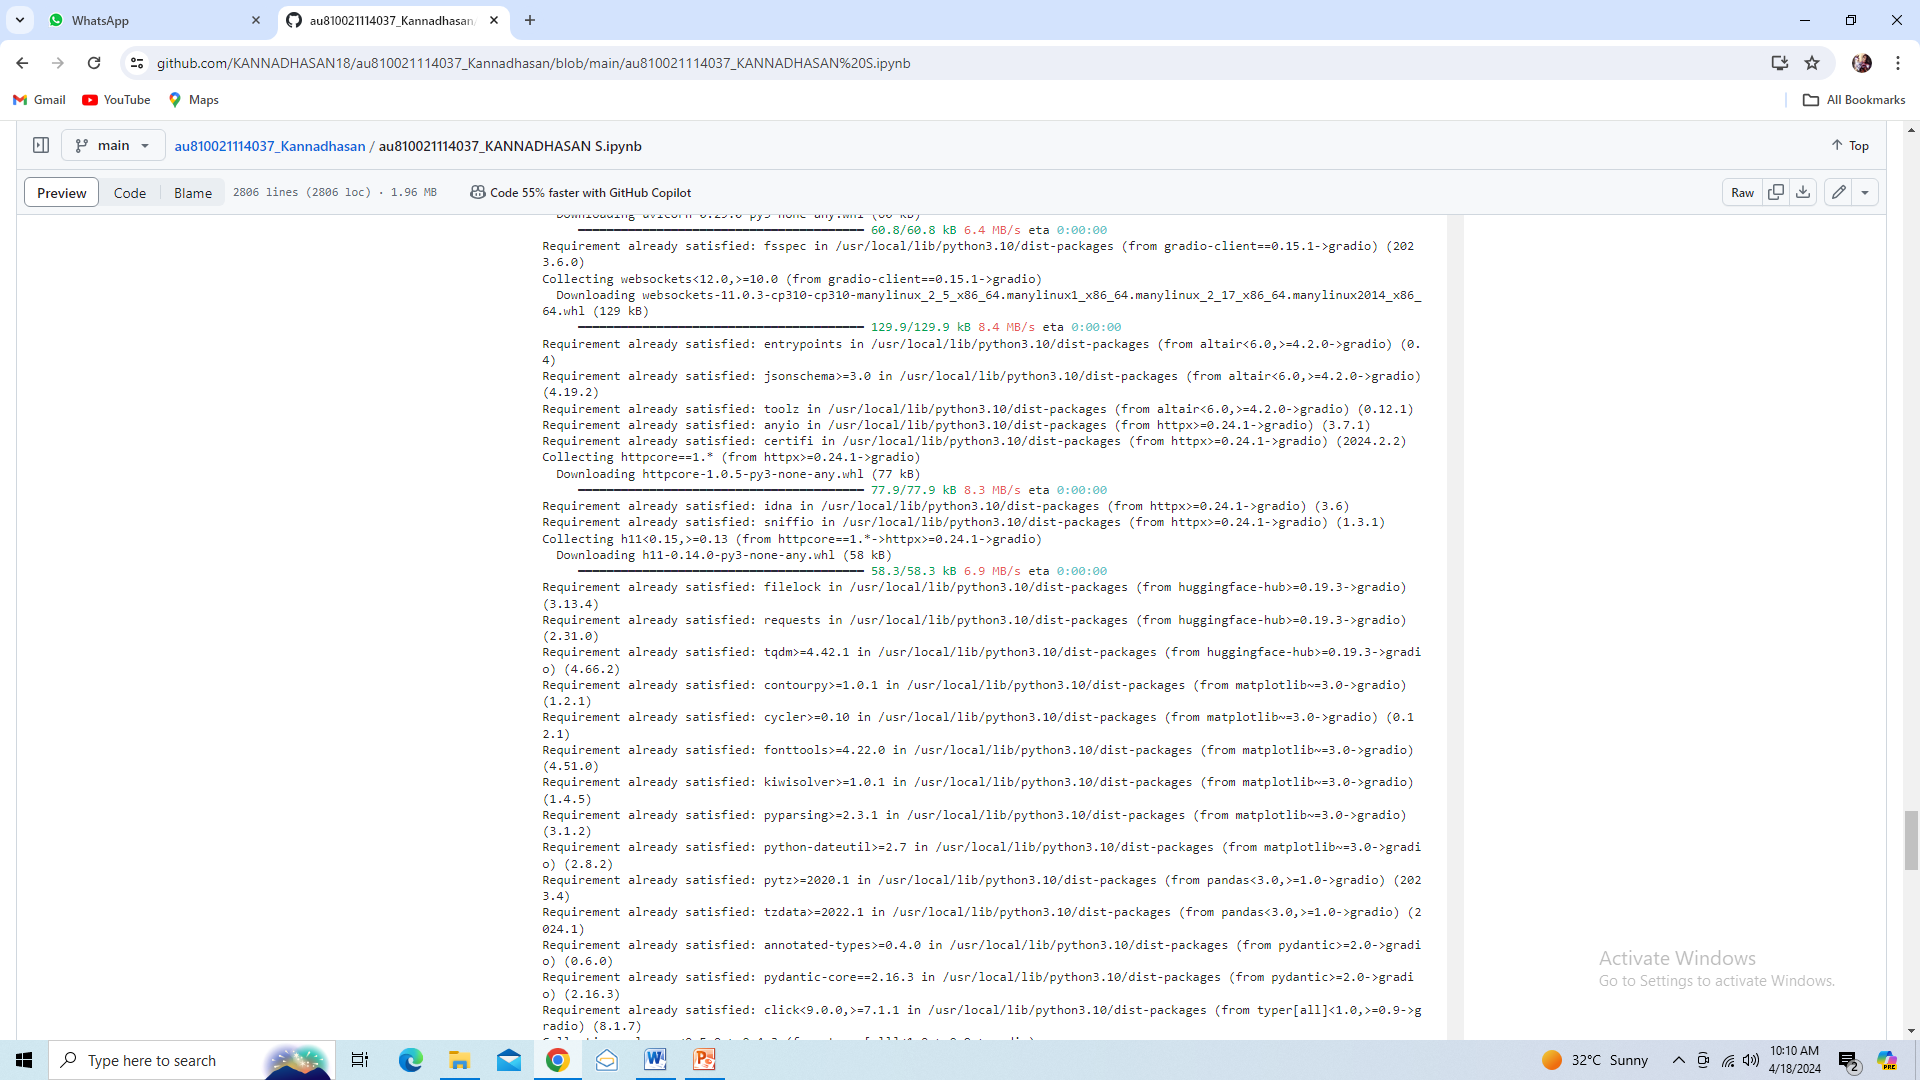 WhatsApp
au810021114037_Kannadhasan
github.com/KANNADHASAN18/au810021114037_Kannadhasan/blob/main/au810021114037_KANNADHASAN%20S.ipynb
Gmail YouTube Maps All Bookmarks
main au810021114037_Kannadhasan / au810021114037_KANNADHASAN S.ipynb Top
Preview Code Blame 2806 lines (2806 loc) · 1.96 MB Code 55% faster with GitHub Copilot Raw
60.8/60.8 kB 6.4 MB/s eta 0:00:00
Requirement already satisfied: fsspec in /usr/local/lib/python3.10/dist-packages (from gradio-client==0.15.1->gradio) (202
3.6.0)
Collecting websockets<12.0,>=10.0 (from gradio-client==0.15.1->gradio)
Downloading websockets-11.0.3-cp310-cp310-manylinux_2_5_x86_64.manylinux1_x86_64.manylinux_2_17_x86_64.manylinux2014_x86_
64.whl (129 kB)
129.9/129.9 kB 8.4 MB/s eta 0:00:00
Requirement already satisfied: entrypoints in /usr/local/lib/python3.10/dist-packages (from altair<6.0,>=4.2.0->gradio) (0.
4)
Requirement already satisfied: jsonschema>=3.0 in /usr/local/lib/python3.10/dist-packages (from altair<6.0,>=4.2.0->gradio)
(4.19.2)
Requirement already satisfied: toolz in /usr/local/lib/python3.10/dist-packages (from altair<6.0,>=4.2.0->gradio) (0.12.1)
Requirement already satisfied: anyio in /usr/local/lib/python3.10/dist-packages (from httpx>=0.24.1->gradio) (3.7.1)
Requirement already satisfied: certifi in /usr/local/lib/python3.10/dist-packages (from httpx>=0.24.1->gradio) (2024.2.2)
Collecting httpcore==1.* (from httpx>=0.24.1->gradio)
Downloading httpcore-1.0.5-py3-none-any.whl (77 kB)
77.9/77.9 kB 8.3 MB/s eta 0:00:00
Requirement already satisfied: idna in /usr/local/lib/python3.10/dist-packages (from httpx>=0.24.1->gradio) (3.6)
Requirement already satisfied: sniffio in /usr/local/lib/python3.10/dist-packages (from httpx>=0.24.1->gradio) (1.3.1)
Collecting h11<0.15,>=0.13 (from httpcore==1.*->httpx>=0.24.1->gradio)
Downloading h11-0.14.0-py3-none-any.whl (58 kB)
58.3/58.3 kB 6.9 MB/s eta 0:00:00
Requirement already satisfied: filelock in /usr/local/lib/python3.10/dist-packages (from huggingface-hub>=0.19.3->gradio)
(3.13.4)
Requirement already satisfied: requests in /usr/local/lib/python3.10/dist-packages (from huggingface-hub>=0.19.3->gradio)
(2.31.0)
Requirement already satisfied: tqdm>=4.42.1 in /usr/local/lib/python3.10/dist-packages (from huggingface-hub>=0.19.3->gradi
o) (4.66.2)
Requirement already satisfied: contourpy>=1.0.1 in /usr/local/lib/python3.10/dist-packages (from matplotlib~=3.0->gradio)
(1.2.1)
Requirement already satisfied: cycler>=0.10 in /usr/local/lib/python3.10/dist-packages (from matplotlib~=3.0->gradio) (0.1
2.1)
Requirement already satisfied: fonttools>=4.22.0 in /usr/local/lib/python3.10/dist-packages (from matplotlib~=3.0->gradio)
(4.51.0)
Requirement already satisfied: kiwisolver>=1.0.1 in /usr/local/lib/python3.10/dist-packages (from matplotlib~=3.0->gradio)
(1.4.5)
Requirement already satisfied: pyparsing>=2.3.1 in /usr/local/lib/python3.10/dist-packages (from matplotlib~=3.0->gradio)
(3.1.2)
Requirement already satisfied: python-dateutil>=2.7 in /usr/local/lib/python3.10/dist-packages (from matplotlib~=3.0->gradi
o) (2.8.2)
Requirement already satisfied: pytz>=2020.1 in /usr/local/lib/python3.10/dist-packages (from pandas<3.0,>=1.0->gradio) (202
3.4)
Requirement already satisfied: tzdata>=2022.1 in /usr/local/lib/python3.10/dist-packages (from pandas<3.0,>=1.0->gradio) (2
024.1)
Requirement already satisfied: annotated-types>=0.4.0 in /usr/local/lib/python3.10/dist-packages (from pydantic>=2.0->gradi
o) (0.6.0)
Requirement already satisfied: pydantic-core==2.16.3 in /usr/local/lib/python3.10/dist-packages (from pydantic>=2.0->gradi
o) (2.16.3)
Requirement already satisfied: click<9.0.0,>=7.1.1 in /usr/local/lib/python3.10/dist-packages (from typer[all]<1.0,>=0.9->g
radio) (8.1.7)
Activate Windows
Go to Settings to activate Windows.
Type here to search
32°C Sunny
10:10 AM
4/18/2024
2
PRE